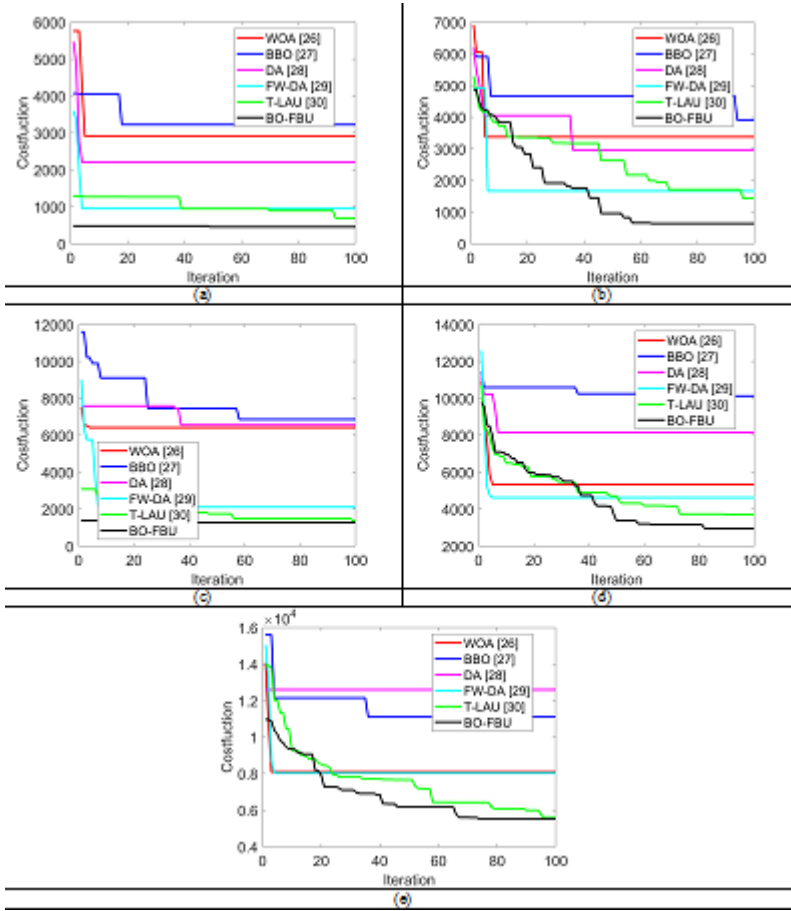 6000
5000
4000
3000
2000
1000
0
Costfuction
WOA [26]
BBO [27]
DA [28]
FW-DA [29]
T-LAU [30]
BO-FBU
0 20 40 60 80 100
Iteration
(a)
7000
6000
5000
4000
3000
2000
1000
0
Costfuction
WOA [26]
BBO [27]
DA [28]
FW-DA [29]
T-LAU [30]
BO-FBU
0 20 40 60 80 100
Iteration
(b)
12000
10000
8000
6000
4000
2000
0
Costfuction
WOA [26]
BBO [27]
DA [28]
FW-DA [29]
T-LAU [30]
BO-FBU
0 20 40 60 80 100
Iteration
(c)
14000
12000
10000
8000
6000
4000
2000
Costfuction
WOA [26]
BBO [27]
DA [28]
FW-DA [29]
T-LAU [30]
BO-FBU
0 20 40 60 80 100
Iteration
(d)
× 10⁴
1.6
1.4
1.2
1
0.8
0.6
0.4
Costfuction
WOA [26]
BBO [27]
DA [28]
FW-DA [29]
T-LAU [30]
BO-FBU
0 20 40 60 80 100
Iteration
(e)